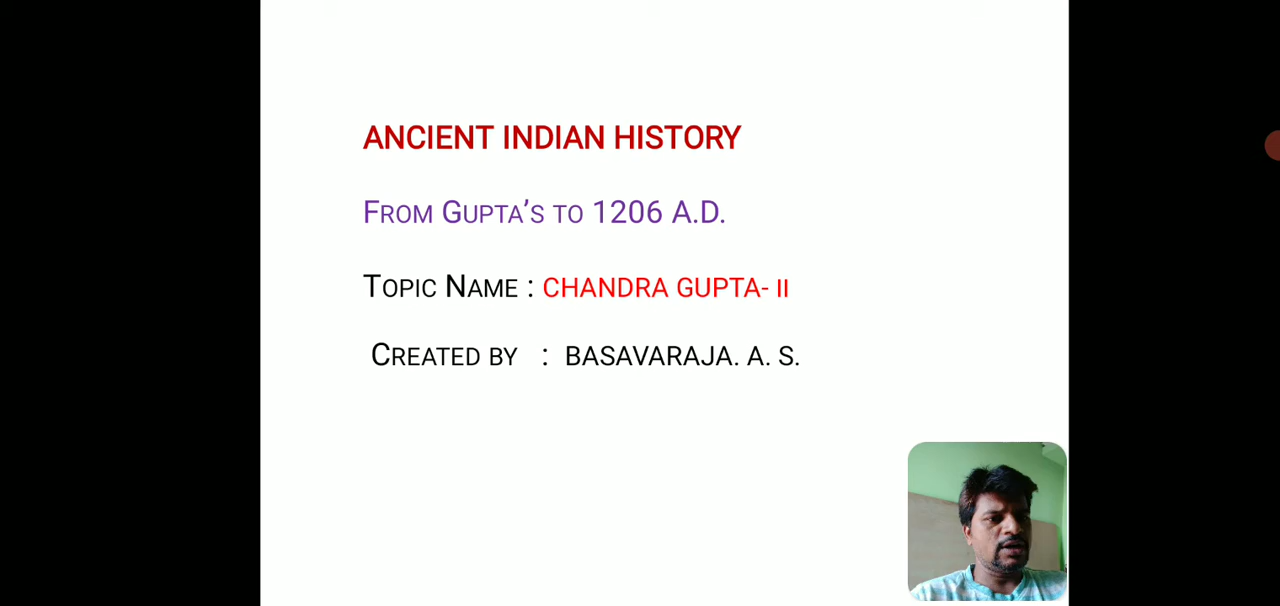 ANCIENT INDIAN HISTORY
FROM GUPTA'S TO 1206 A.D.
TOPIC NAME : CHANDRA GUPTA- II
CREATED BY : BASAVARAJA. A. S.